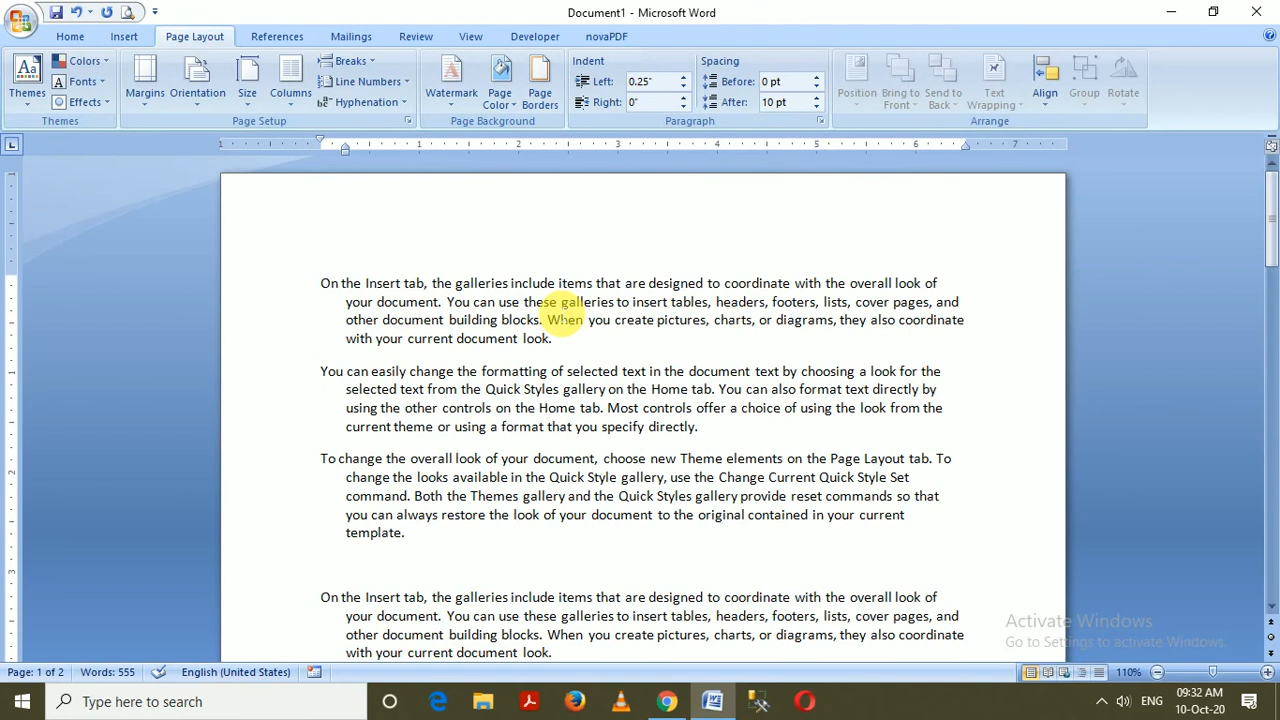 Document1 - Microsoft Word
Home Insert Page Layout References Mailings Review View Developer novaPDF
Themes
Colors
Fonts
Effects
Themes
Margins
Orientation
Size
Columns
Breaks
Line Numbers
Hyphenation
Page Setup
Watermark
Page Color
Page Borders
Page Background
Indent
Left: 0.25"
Right: 0"
Spacing
Before: 0 pt
After: 10 pt
Paragraph
Position
Bring to Front
Send to Back
Text Wrapping
Align
Group
Rotate
Arrange
1 1 2 3 4 5 6 7
On the Insert tab, the galleries include items that are designed to coordinate with the overall look of
your document. You can use these galleries to insert tables, headers, footers, lists, cover pages, and
other document building blocks. When you create pictures, charts, or diagrams, they also coordinate
with your current document look.
You can easily change the formatting of selected text in the document text by choosing a look for the
selected text from the Quick Styles gallery on the Home tab. You can also format text directly by
using the other controls on the Home tab. Most controls offer a choice of using the look from the
current theme or using a format that you specify directly.
To change the overall look of your document, choose new Theme elements on the Page Layout tab. To
change the looks available in the Quick Style gallery, use the Change Current Quick Style Set
command. Both the Themes gallery and the Quick Styles gallery provide reset commands so that
you can always restore the look of your document to the original contained in your current
template.
On the Insert tab, the galleries include items that are designed to coordinate with the overall look of
your document. You can use these galleries to insert tables, headers, footers, lists, cover pages, and
other document building blocks. When you create pictures, charts, or diagrams, they also coordinate
with your current document look.
Activate Windows
Go to Settings to activate Windows.
Page: 1 of 2 Words: 555 English (United States) 110%
Type here to search
ENG
09:32 AM
10-Oct-20